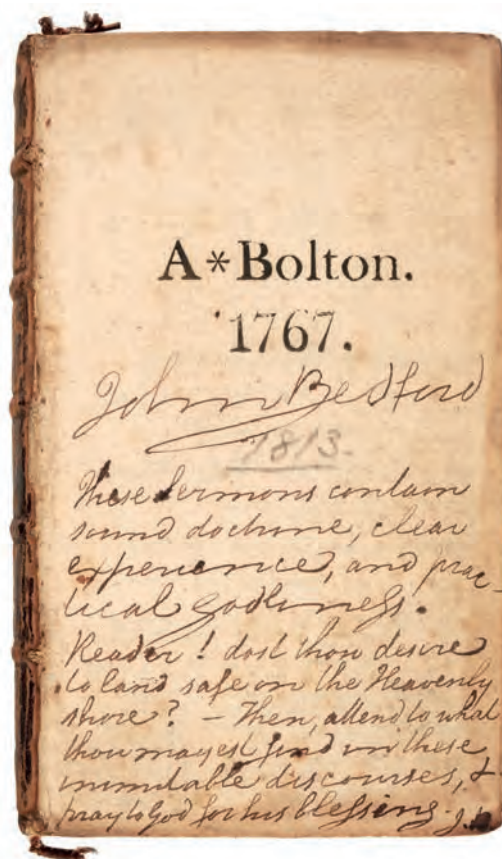 A*Bolton.
1767.
John Bedford
1813.
These Sermons contain
sound doctrine, clear
experience, and prac-
tical godliness.
Reader! dost thou desire
to land safe on the Heavenly
shore? – Then, attend to what
thou mayest find in these
inimitable discourses, &
pray to God for his blessing. J.B